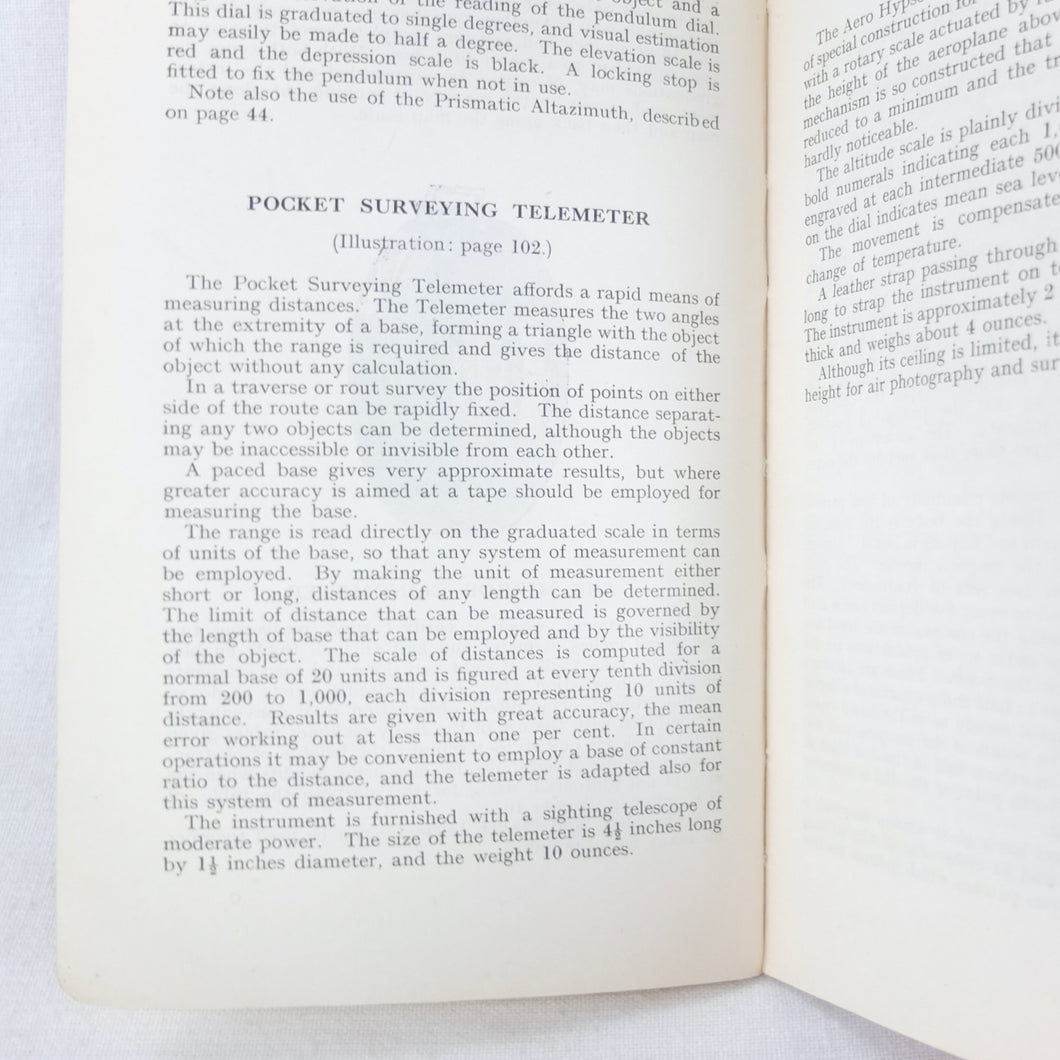 of the reading of the pendulum dial.
This dial is graduated to single degrees, and visual estimation
may easily be made to half a degree. The elevation scale is
red and the depression scale is black. A locking stop is
fitted to fix the pendulum when not in use.
Note also the use of the Prismatic Altazimuth, described
on page 44.
POCKET SURVEYING TELEMETER
(Illustration: page 102.)
The Pocket Surveying Telemeter affords a rapid means of
measuring distances. The Telemeter measures the two angles
at the extremity of a base, forming a triangle with the object
of which the range is required and gives the distance of the
object without any calculation.
In a traverse or rout survey the position of points on either
side of the route can be rapidly fixed. The distance separat-
ing any two objects can be determined, although the objects
may be inaccessible or invisible from each other.
A paced base gives very approximate results, but where
greater accuracy is aimed at a tape should be employed for
measuring the base.
The range is read directly on the graduated scale in terms
of units of the base, so that any system of measurement can
be employed. By making the unit of measurement either
short or long, distances of any length can be determined.
The limit of distance that can be measured is governed by
the length of base that can be employed and by the visibility
of the object. The scale of distances is computed for a
normal base of 20 units and is figured at every tenth division
from 200 to 1,000, each division representing 10 units of
distance. Results are given with great accuracy, the mean
error working out at less than one per cent. In certain
operations it may be convenient to employ a base of constant
ratio to the distance, and the telemeter is adapted also for
this system of measurement.
The instrument is furnished with a sighting telescope of
moderate power. The size of the telemeter is 4½ inches long
by 1½ inches diameter, and the weight 10 ounces.
The Aero
of special construction
with a rotary scale actuated by
the height of the aeroplane
mechanism is so constructed that
reduced to a minimum and the
hardly noticeable.
The altitude scale is plainly
bold numerals indicating each
engraved at each intermediate
on the dial indicates mean sea
The movement is
change of temperature.
A leather strap passing through
long to strap the instrument on
The instrument is approximately 2
thick and weighs about 4 ounces.
Although its ceiling is limited, it
height for air photography and